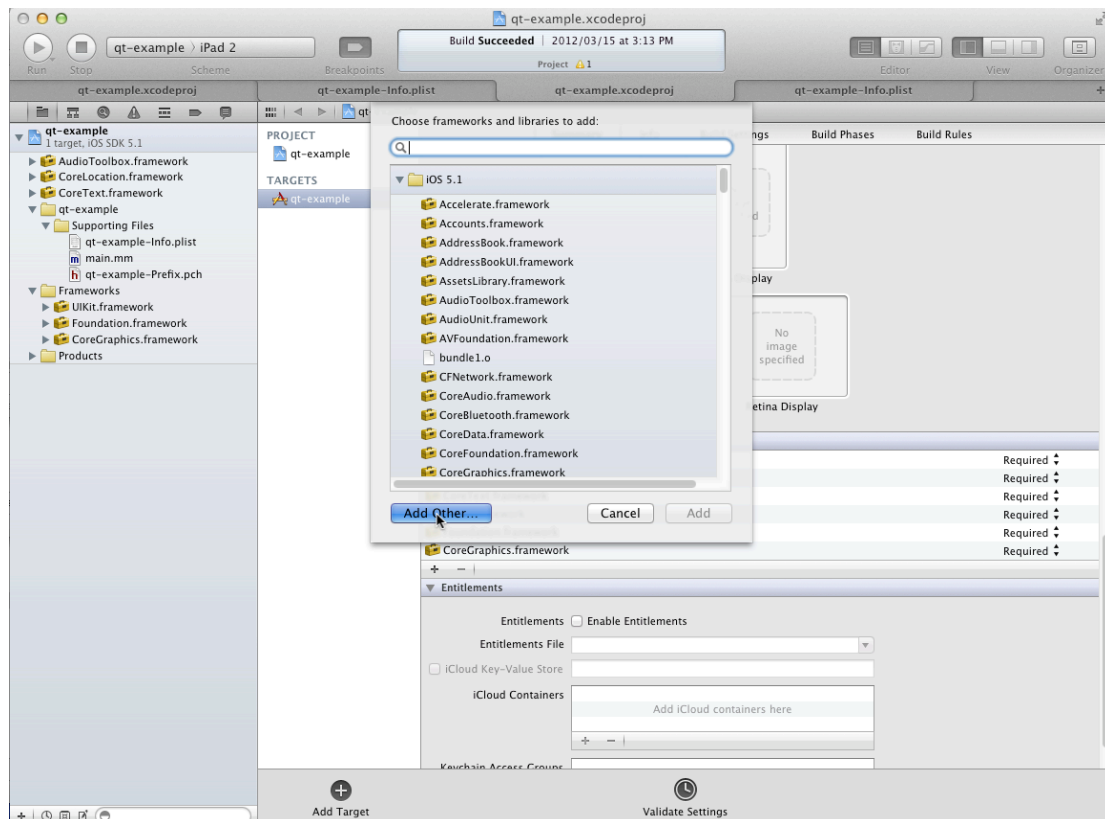 qt-example.xcodeproj
qt-example
iPad 2
Build Succeeded | 2012/03/15 at 3:13 PM
Project 1
Run
Stop
Scheme
Breakpoints
Editor
View
Organizer
qt-example.xcodeproj
qt-example-Info.plist
qt-example.xcodeproj
qt-example-Info.plist
qt-example
1 target, iOS SDK 5.1
AudioToolbox.framework
CoreLocation.framework
CoreText.framework
qt-example
Supporting Files
qt-example-Info.plist
main.mm
qt-example-Prefix.pch
Frameworks
UIKit.framework
Foundation.framework
CoreGraphics.framework
Products
PROJECT
qt-example
TARGETS
qt-example
Build Phases
Build Rules
Choose frameworks and libraries to add:
iOS 5.1
Accelerate.framework
Accounts.framework
AddressBook.framework
AddressBookUI.framework
AssetsLibrary.framework
AudioToolbox.framework
AudioUnit.framework
AVFoundation.framework
bundle1.o
CFNetwork.framework
CoreAudio.framework
CoreBluetooth.framework
CoreData.framework
CoreFoundation.framework
CoreGraphics.framework
Add Other...
Cancel
Add
No
image
specified
Retina Display
Required
Required
Required
Required
Required
CoreGraphics.framework
Required
Entitlements
Entitlements
Enable Entitlements
Entitlements File
iCloud Key-Value Store
iCloud Containers
Add iCloud containers here
Keychain Access Groups
Add Target
Validate Settings